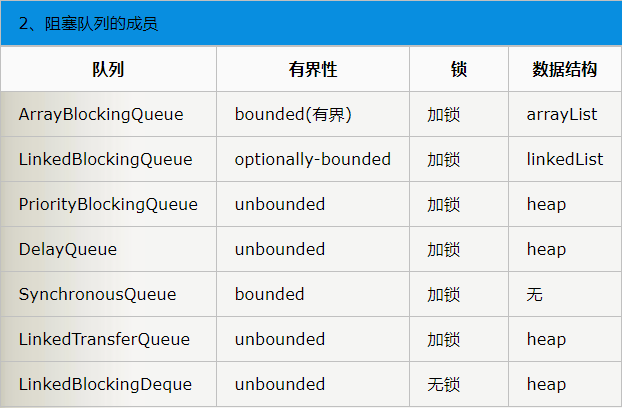 2、阻塞队列的成员
队列 有界性 锁 数据结构
ArrayBlockingQueue bounded(有界) 加锁 arrayList
LinkedBlockingQueue optionally-bounded 加锁 linkedList
PriorityBlockingQueue unbounded 加锁 heap
DelayQueue unbounded 加锁 heap
SynchronousQueue bounded 加锁 无
LinkedTransferQueue unbounded 加锁 heap
LinkedBlockingDeque unbounded 无锁 heap